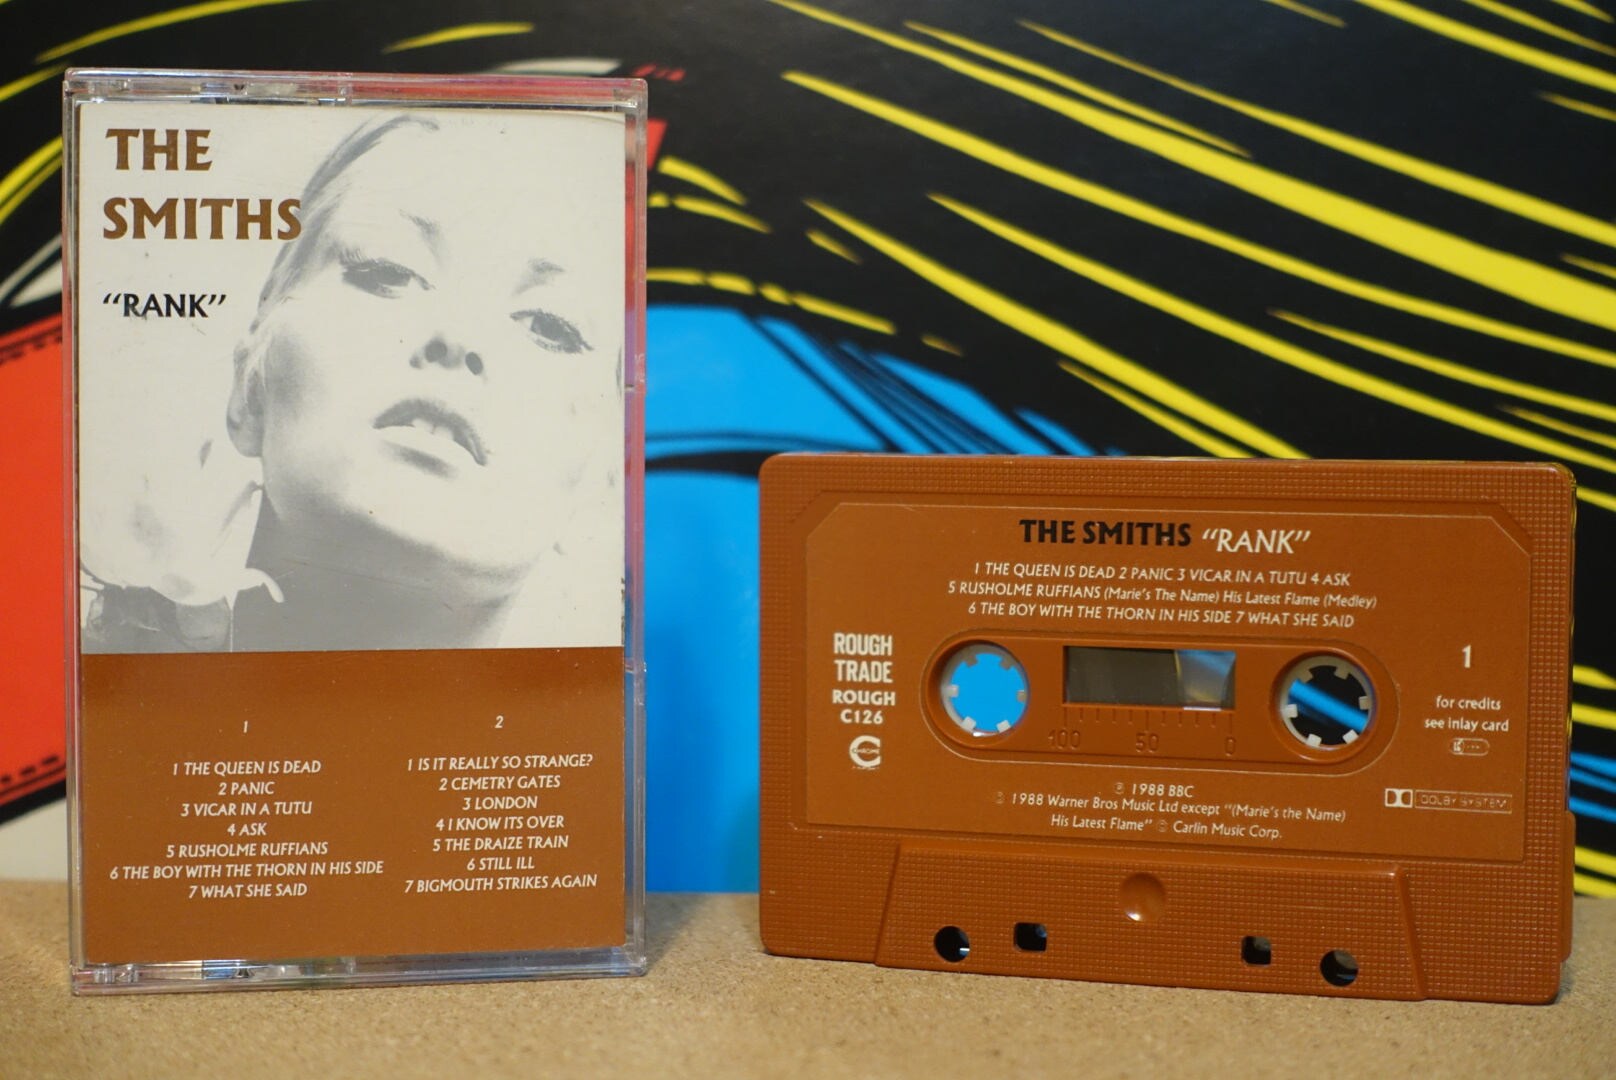 THE
SMITHS
“RANK”
1
1 THE QUEEN IS DEAD
2 PANIC
3 VICAR IN A TUTU
4 ASK
5 RUSHOLME RUFFIANS
6 THE BOY WITH THE THORN IN HIS SIDE
7 WHAT SHE SAID
2
1 IS IT REALLY SO STRANGE?
2 CEMETRY GATES
3 LONDON
4 I KNOW ITS OVER
5 THE DRAIZE TRAIN
6 STILL ILL
7 BIGMOUTH STRIKES AGAIN
THE SMITHS “RANK”
1 THE QUEEN IS DEAD 2 PANIC 3 VICAR IN A TUTU 4 ASK
5 RUSHOLME RUFFIANS (Marie's The Name) His Latest Flame (Medley)
6 THE BOY WITH THE THORN IN HIS SIDE 7 WHAT SHE SAID
ROUGH
TRADE
ROUGH
C126
CHROME
100 50 0
1
for credits
see inlay card
℗ 1988 BBC
1988 Warner Bros Music Ltd except “(Marie's the Name)
His Latest Flame” © Carlin Music Corp.
DOLBY SYSTEM